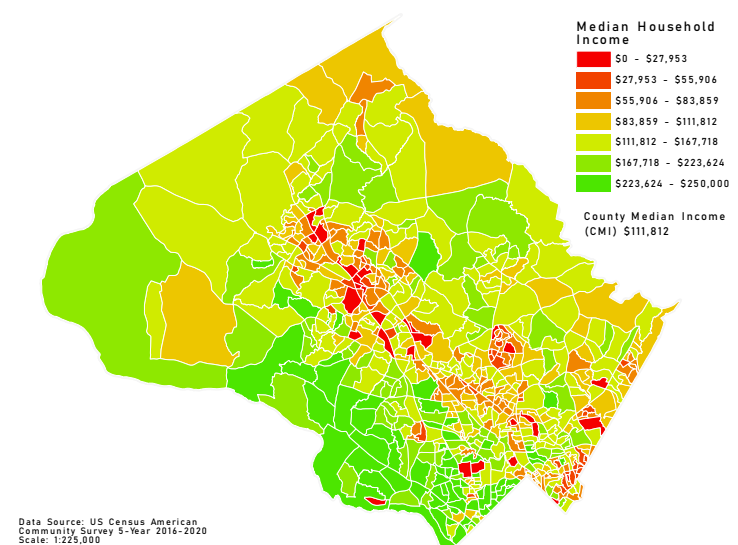 Median Household
Income
$0 - $27,953
$27,953 - $55,906
$55,906 - $83,859
$83,859 - $111,812
$111,812 - $167,718
$167,718 - $223,624
$223,624 - $250,000
County Median Income
(CMI) $111,812
Data Source: US Census American
Community Survey 5-Year 2016-2020
Scale: 1:225,000